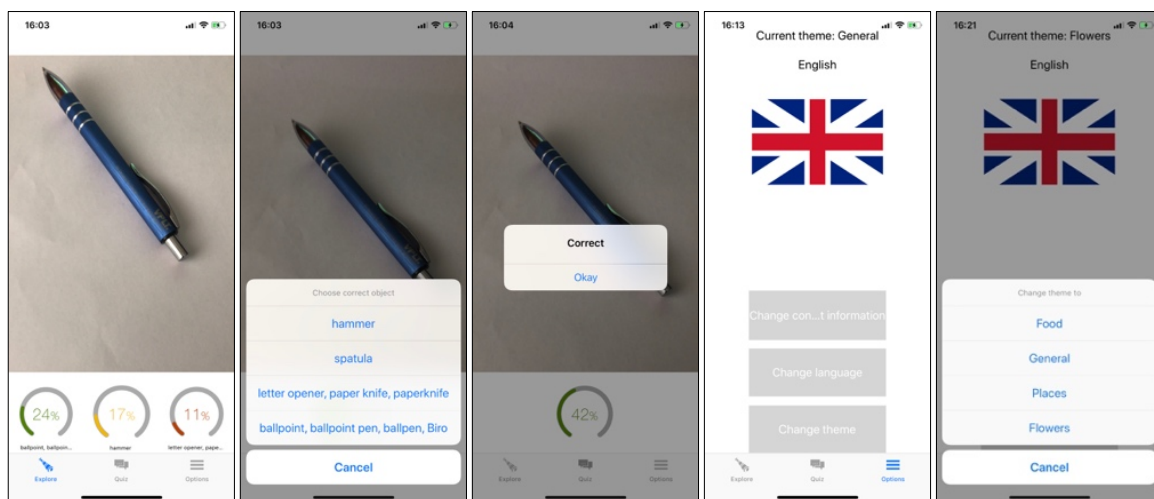 16:03
24%
17%
11%
ballpoint, ballpoin...
hammer
letter opener, pape...
Explore
Quiz
Options
16:03
Choose correct object
hammer
spatula
letter opener, paper knife, paperknife
ballpoint, ballpoint pen, ballpen, Biro
Cancel
16:04
Correct
Okay
42%
Explore
Quiz
Options
16:13
Current theme: General
English
Change con...t information
Change language
Change theme
Explore
Quiz
Options
16:21
Current theme: Flowers
English
Change theme to
Food
General
Places
Flowers
Cancel